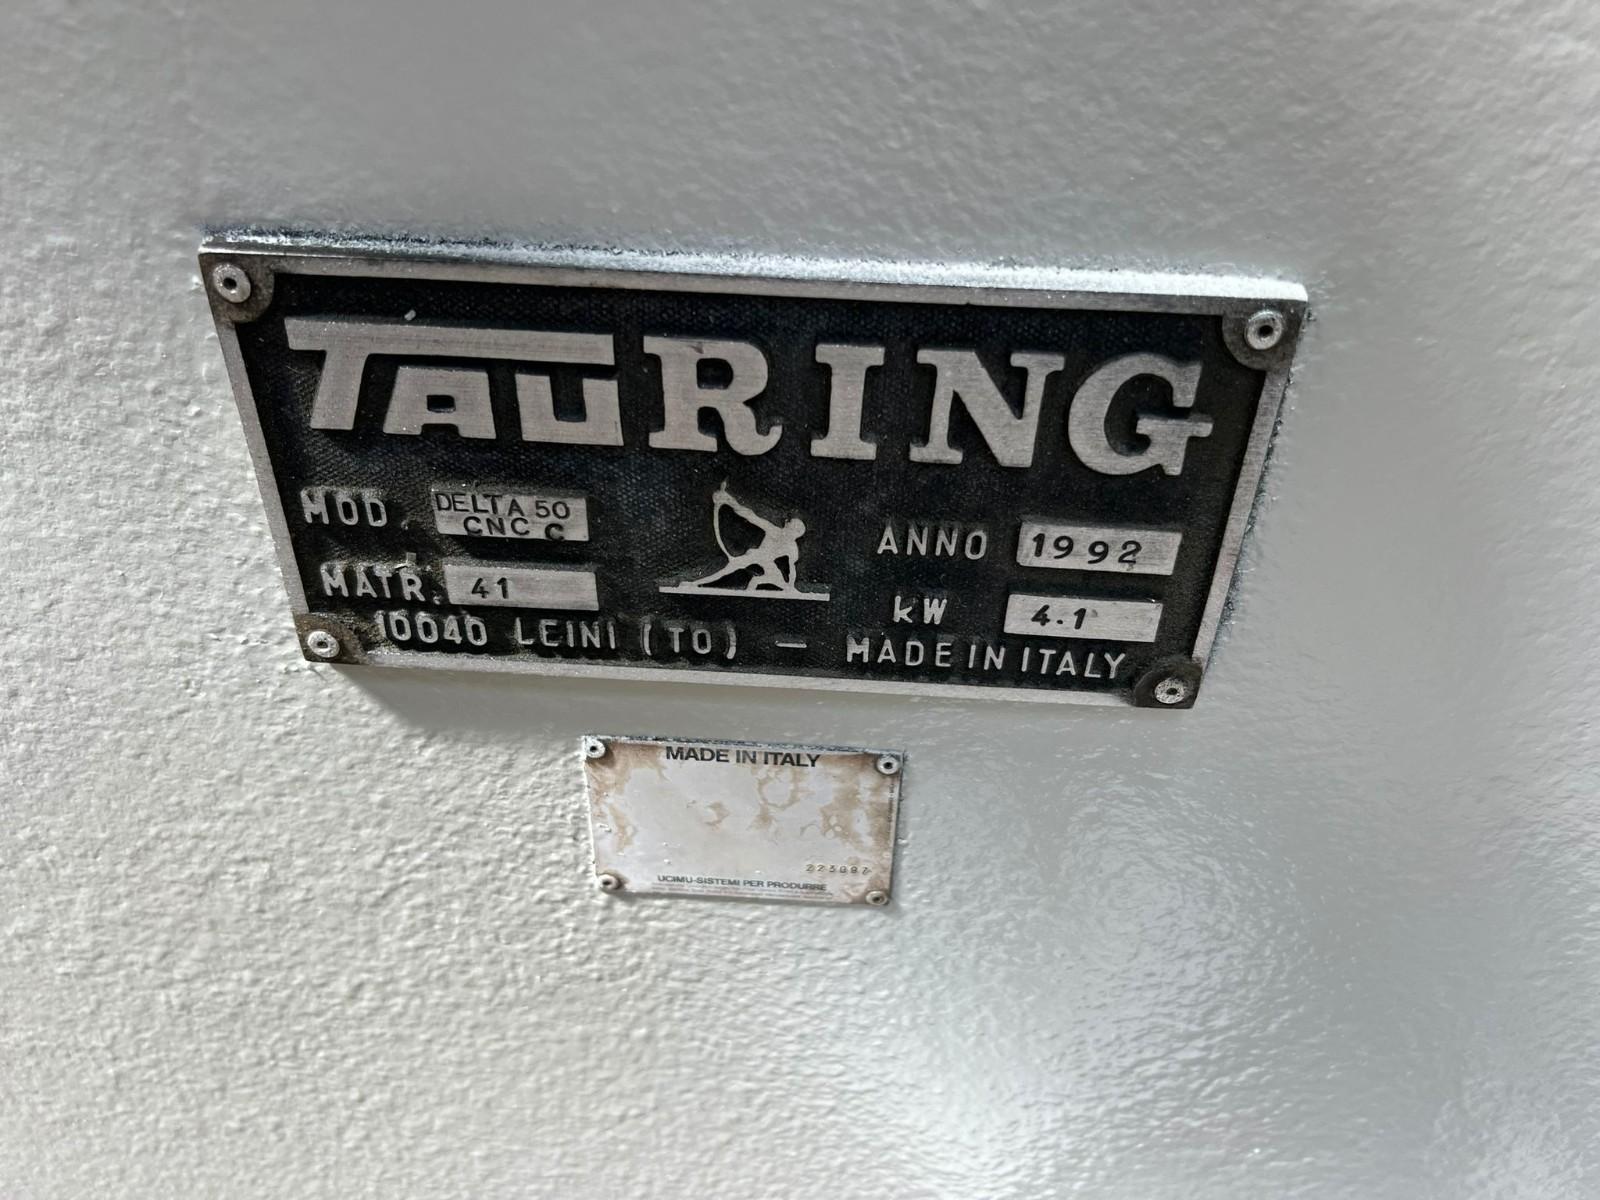 TAURING
MOD. DELTA 50
CNC C
ANNO 1992
MATR. 41
kW 4.1
10040 LEINI (TO) — MADE IN ITALY
MADE IN ITALY
UCIMU-SISTEMI PER PRODURRE